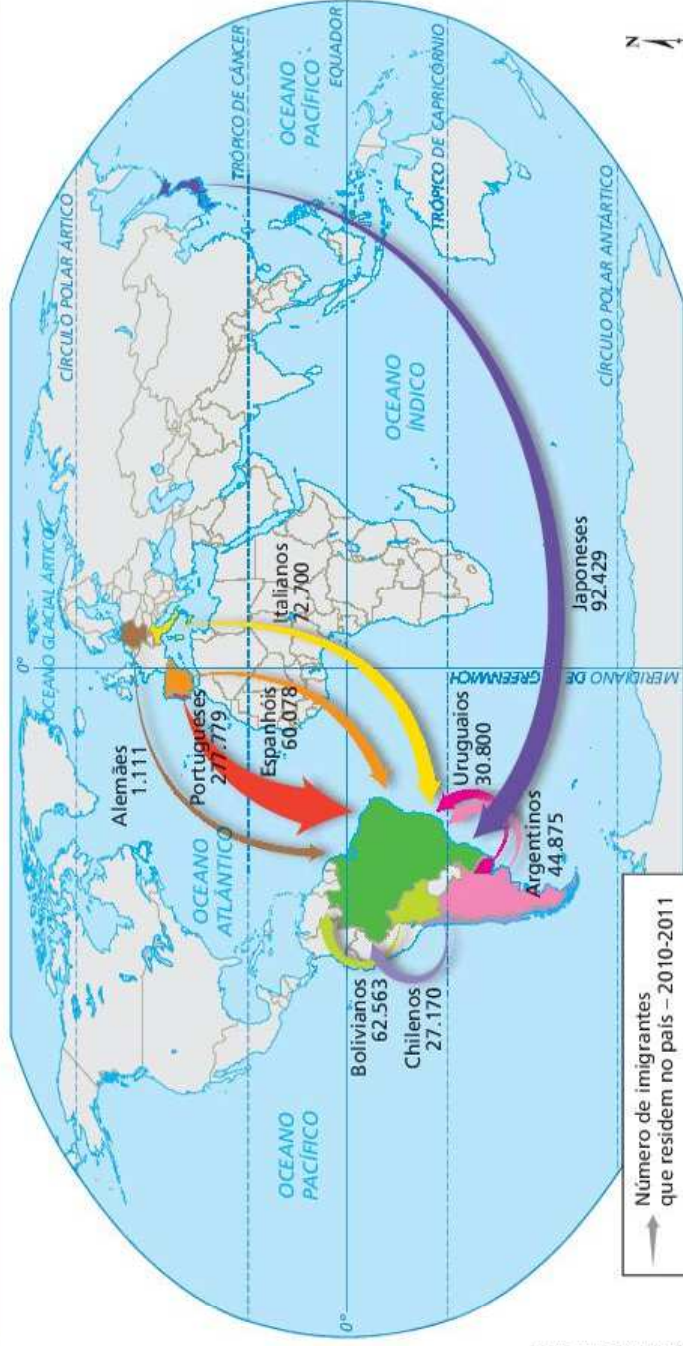 OCEANO GLACIAL ÁRTICO
CÍRCULO POLAR ÁRTICO
TRÓPICO DE CÂNCER
OCEANO
PACÍFICO
EQUADOR
TRÓPICO DE CAPRICÓRNIO
CÍRCULO POLAR ANTÁRTICO
OCEANO
ÍNDICO
OCEANO
ATLÂNTICO
OCEANO
PACÍFICO
MERIDIANO DE GREENWICH
0°
0°
N
Alemães
1.111
Portugueses
277.779
Espanhóis
60.078
Italianos
72.700
Japoneses
92.429
Uruguaios
30.800
Argentinos
44.875
Bolivianos
62.563
Chilenos
27.170
Número de imigrantes
que residem no país – 2010-2011